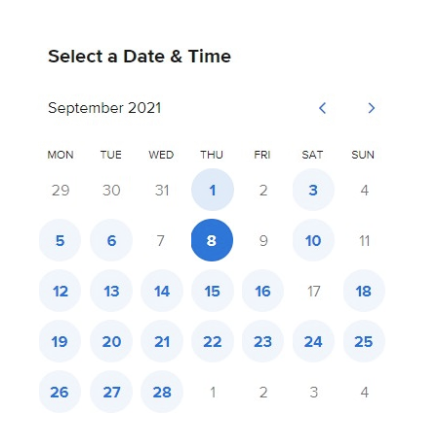 Select a Date & Time
September 2021
MON TUE WED THU FRI SAT SUN
29 30 31 1 2 3 4
5 6 7 8 9 10 11
12 13 14 15 16 17 18
19 20 21 22 23 24 25
26 27 28 1 2 3 4